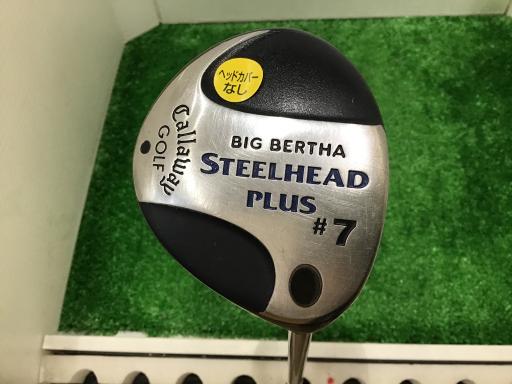 ヘッドカバー
なし
Callaway
GOLF
BIG BERTHA
STEELHEAD
PLUS
#7